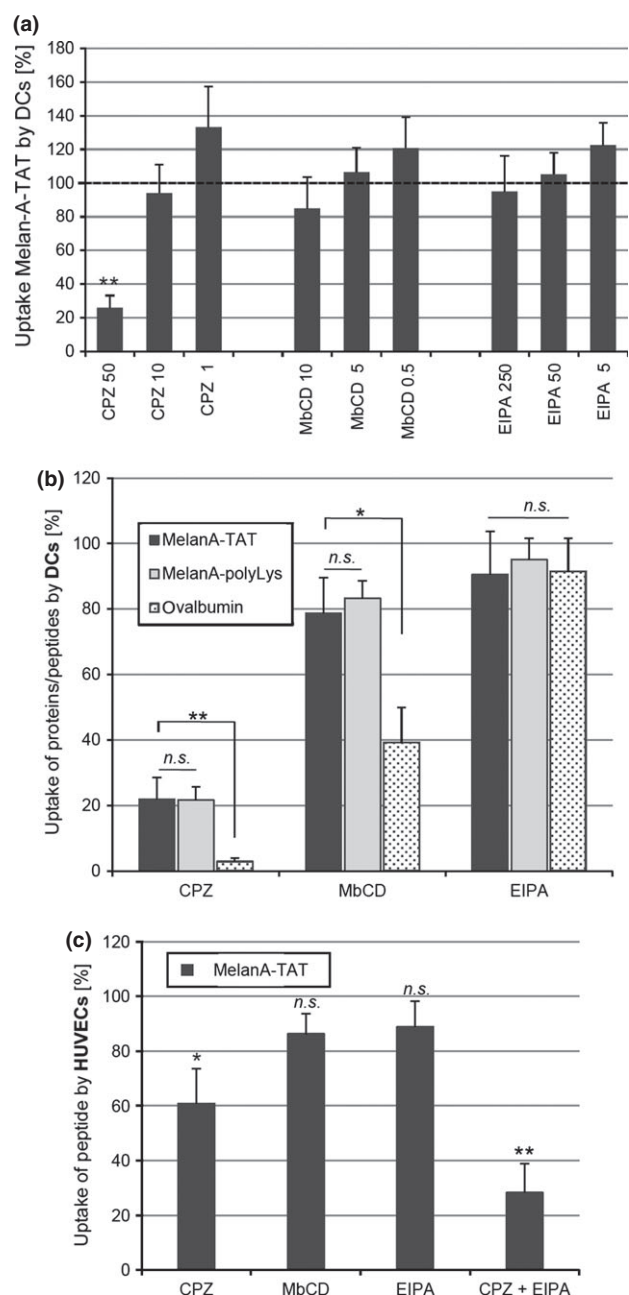 (a)
Uptake Melan-A-TAT by DCs [%]
180
160
140
120
100
80
60
40
20
0
**
CPZ 50
CPZ 10
CPZ 1
MbCD 10
MbCD 5
MbCD 0.5
EIPA 250
EIPA 50
EIPA 5
(b)
Uptake of proteins/peptides by DCs [%]
120
100
80
60
40
20
0
MelanA-TAT
MelanA-polyLys
Ovalbumin
**
n.s.
*
n.s.
n.s.
CPZ
MbCD
EIPA
(c)
Uptake of peptide by HUVECs [%]
120
100
80
60
40
20
0
MelanA-TAT
*
n.s.
n.s.
**
CPZ
MbCD
EIPA
CPZ + EIPA